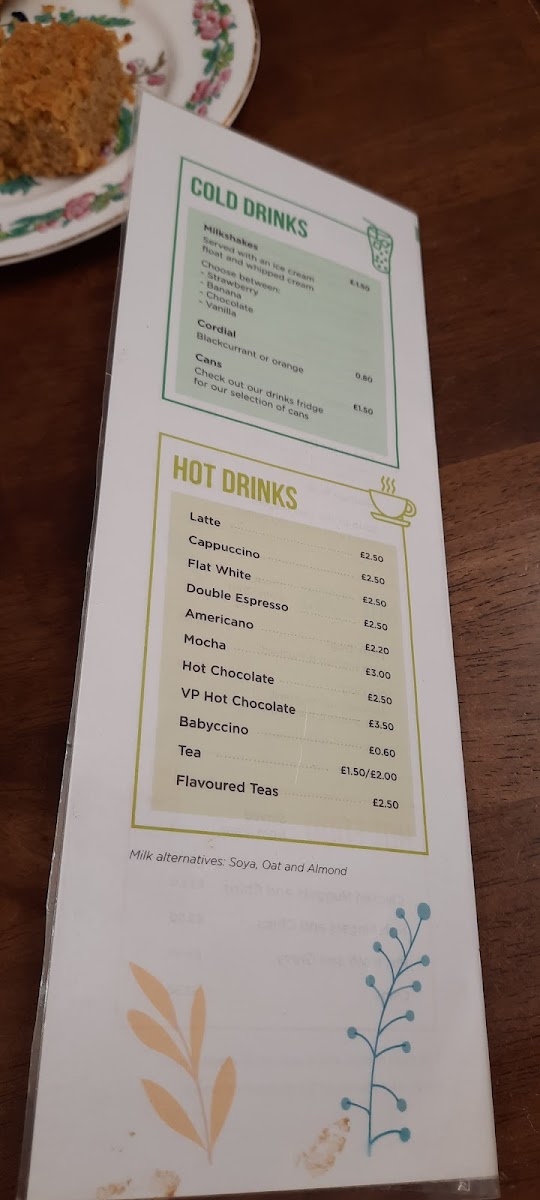 COLD DRINKS
Milkshakes
Served with an ice cream
float and whipped cream
Choose between:
- Strawberry
- Banana
- Chocolate
- Vanilla
Cordial
Blackcurrant or orange 0.80
Cans
Check out our drinks fridge £1.50
for our selection of cans
HOT DRINKS
Latte £2.50
Cappuccino £2.50
Flat White £2.50
Double Espresso £2.50
Americano £2.20
Mocha £3.00
Hot Chocolate £2.50
VP Hot Chocolate £3.50
Babyccino £0.60
Tea £1.50/£2.00
Flavoured Teas £2.50
Milk alternatives: Soya, Oat and Almond